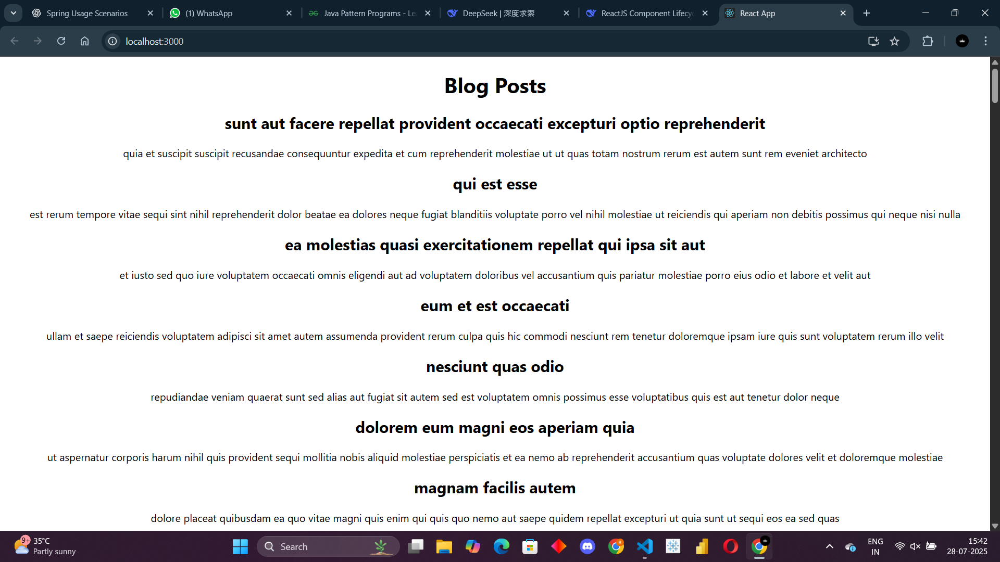 Spring Usage Scenarios
(1) WhatsApp
Java Pattern Programs - Le
DeepSeek | 深度求索
ReactJS Component Lifecyc
React App
localhost:3000
Blog Posts
sunt aut facere repellat provident occaecati excepturi optio reprehenderit
quia et suscipit suscipit recusandae consequuntur expedita et cum reprehenderit molestiae ut ut quas totam nostrum rerum est autem sunt rem eveniet architecto
qui est esse
est rerum tempore vitae sequi sint nihil reprehenderit dolor beatae ea dolores neque fugiat blanditiis voluptate porro vel nihil molestiae ut reiciendis qui aperiam non debitis possimus qui neque nisi nulla
ea molestias quasi exercitationem repellat qui ipsa sit aut
et iusto sed quo iure voluptatem occaecati omnis eligendi aut ad voluptatem doloribus vel accusantium quis pariatur molestiae porro eius odio et labore et velit aut
eum et est occaecati
ullam et saepe reiciendis voluptatem adipisci sit amet autem assumenda provident rerum culpa quis hic commodi nesciunt rem tenetur doloremque ipsam iure quis sunt voluptatem rerum illo velit
nesciunt quas odio
repudiandae veniam quaerat sunt sed alias aut fugiat sit autem sed est voluptatem omnis possimus esse voluptatibus quis est aut tenetur dolor neque
dolorem eum magni eos aperiam quia
ut aspernatur corporis harum nihil quis provident sequi mollitia nobis aliquid molestiae perspiciatis et ea nemo ab reprehenderit accusantium quas voluptate dolores velit et doloremque molestiae
magnam facilis autem
dolore placeat quibusdam ea quo vitae magni quis enim qui quis quo nemo aut saepe quidem repellat excepturi ut quia sunt ut sequi eos ea sed quas
9+
35°C
Partly sunny
Search
R
ENG
IN
15:42
28-07-2025